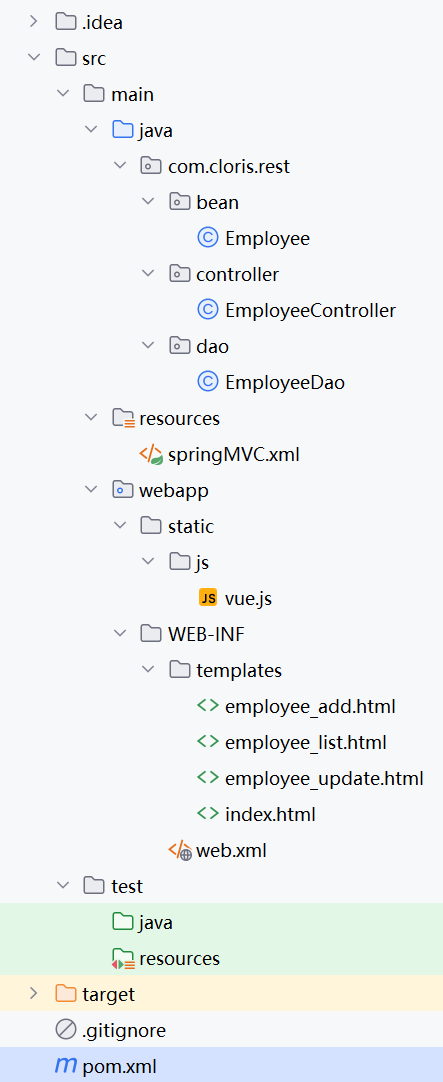 .idea
src
main
java
com.cloris.rest
bean
Employee
controller
EmployeeController
dao
EmployeeDao
resources
springMVC.xml
webapp
static
js
vue.js
WEB-INF
templates
employee_add.html
employee_list.html
employee_update.html
index.html
web.xml
test
java
resources
target
.gitignore
pom.xml